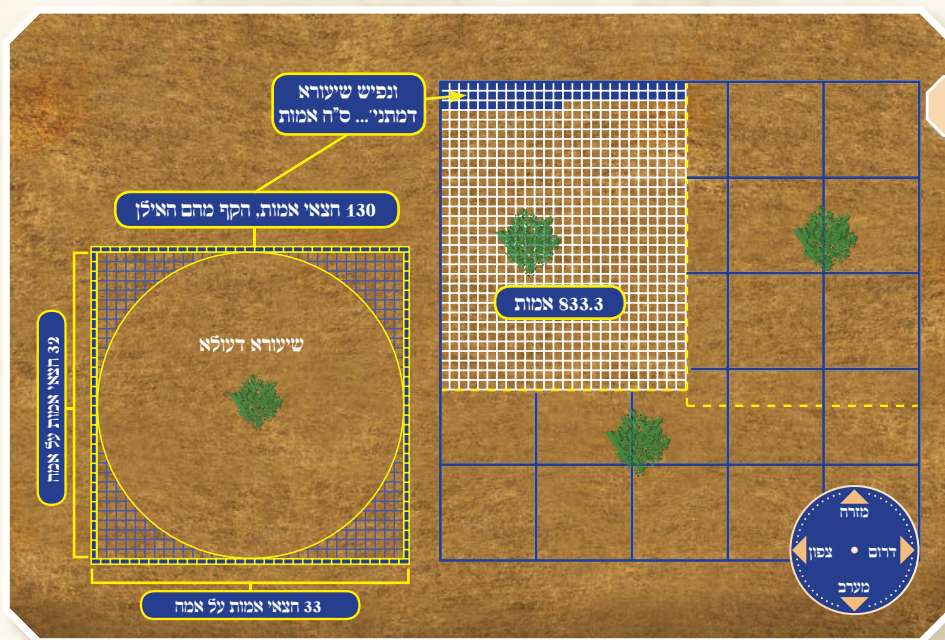 ונפיש שיעורא
דמתני'... ס"ח אמות
130 חצאי אמות, הקף מהם האילן
שיעורא דעולא
32 חצאי אמות על אמה
33 חצאי אמות על אמה
833.3 אמות
מזרח
דרום
צפון
מערב